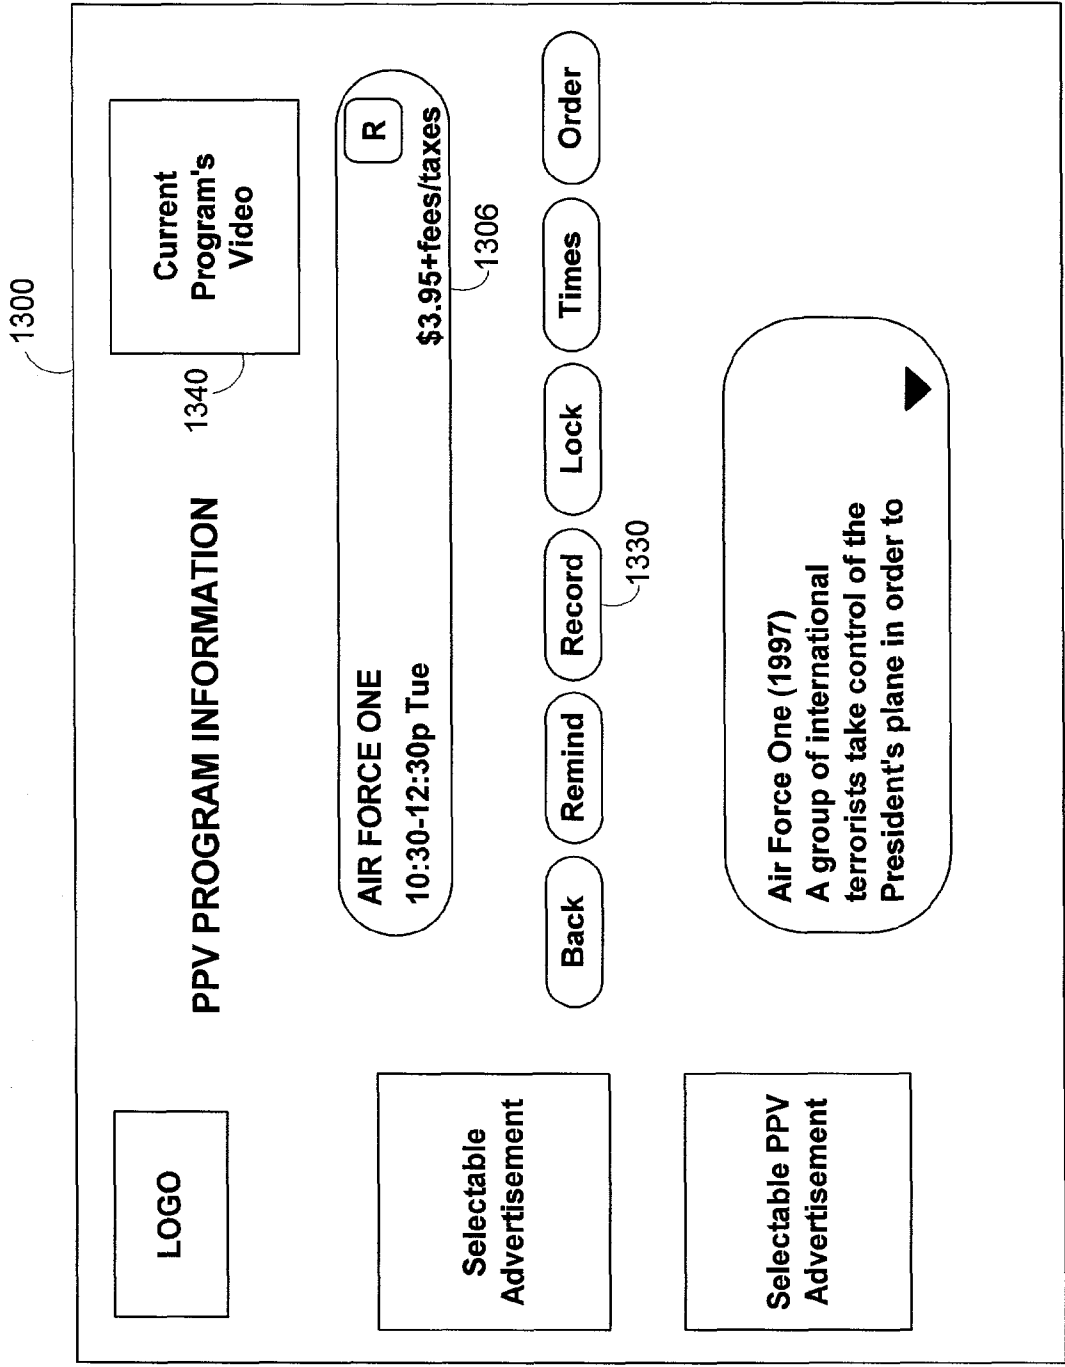 1300
LOGO
PPV PROGRAM INFORMATION
1340
Current
Program's
Video
AIR FORCE ONE
R
10:30-12:30p Tue
$3.95+fees/taxes
1306
Back
Remind
Record
Lock
Times
Order
1330
Selectable
Advertisement
Selectable PPV
Advertisement
Air Force One (1997)
A group of international
terrorists take control of the
President's plane in order to